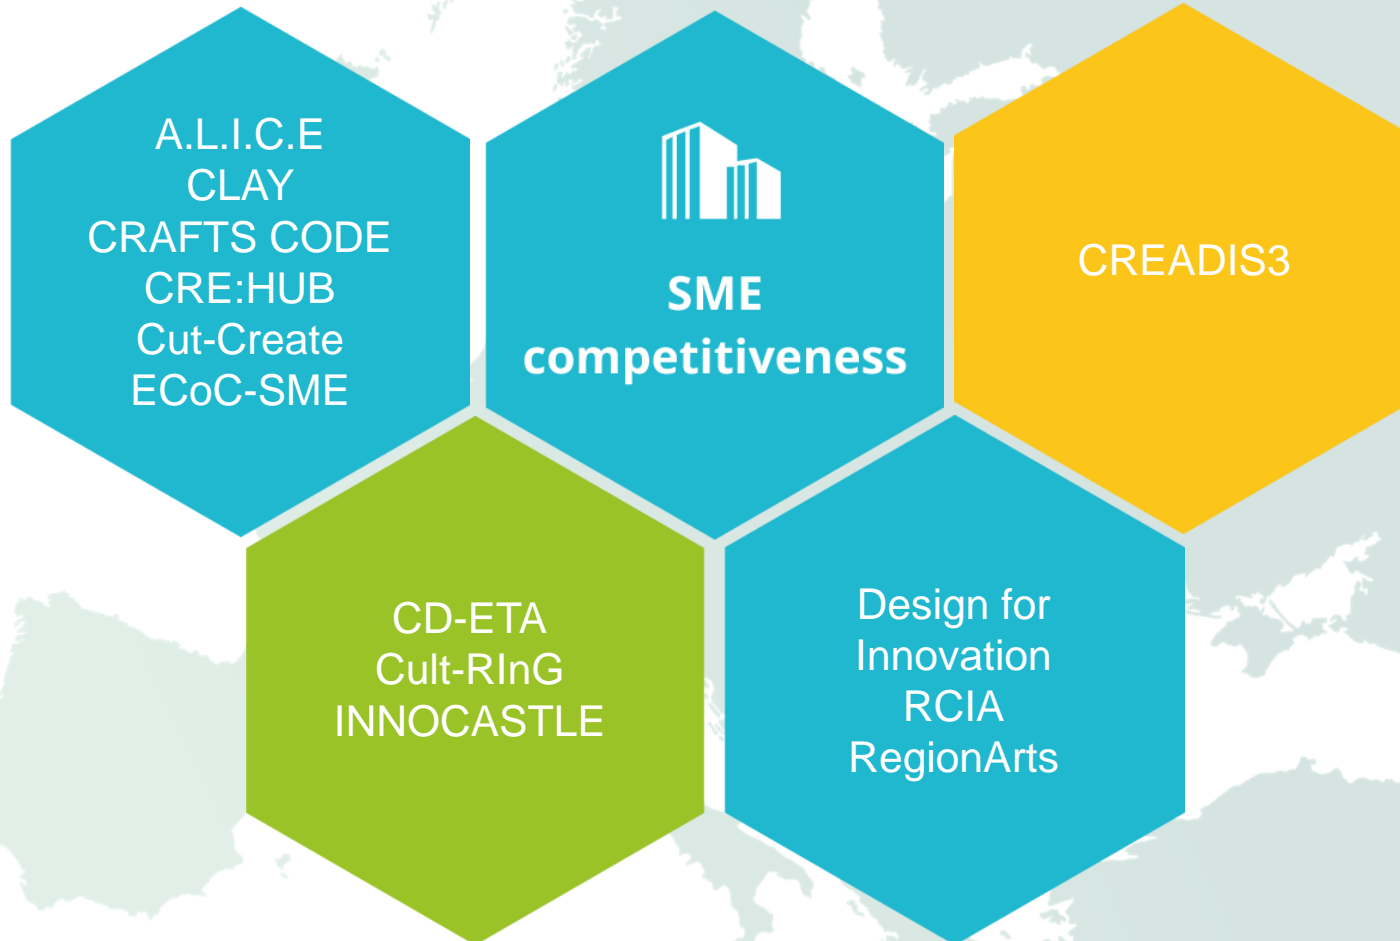 A.L.I.C.E
CLAY
CRAFTS CODE
CRE:HUB
Cut-Create
ECoC-SME
SME
competitiveness
CREADIS3
CD-ETA
Cult-RInG
INNOCASTLE
Design for
Innovation
RCIA
RegionArts